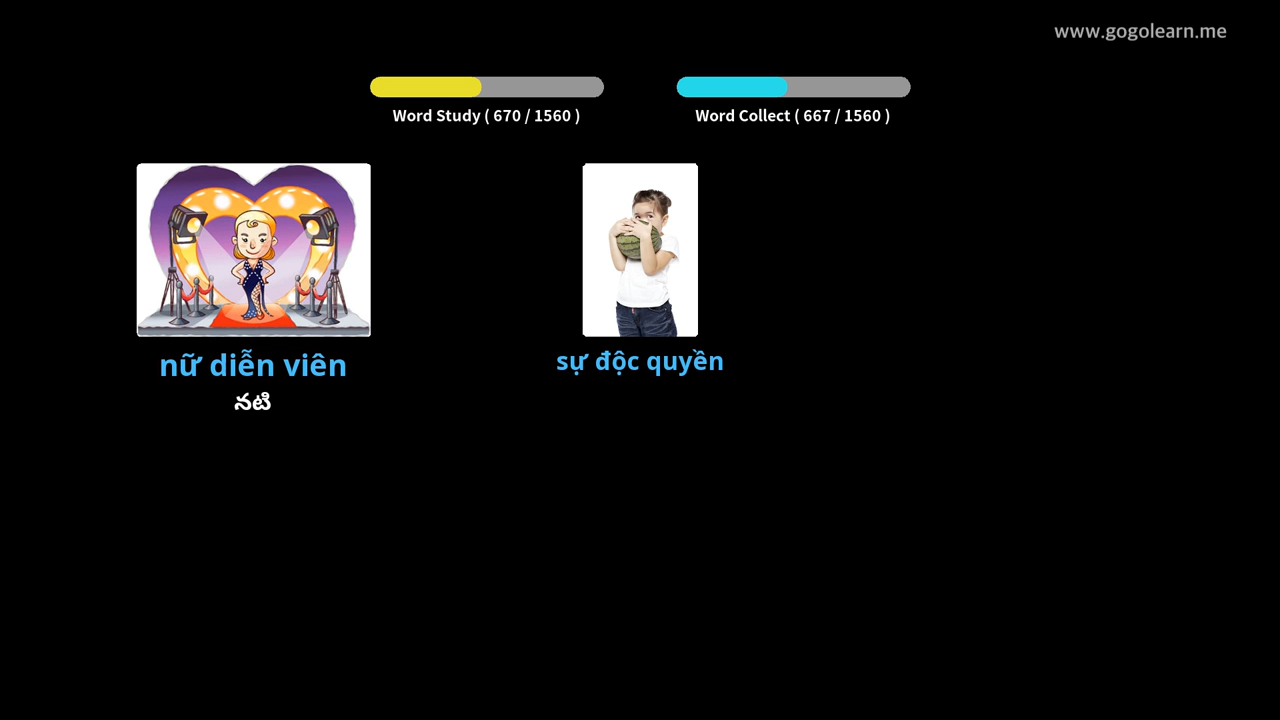 www.gogolearn.me
Word Study ( 670 / 1560 )
Word Collect ( 667 / 1560 )
nữ diễn viên
నటి
sự độc quyền